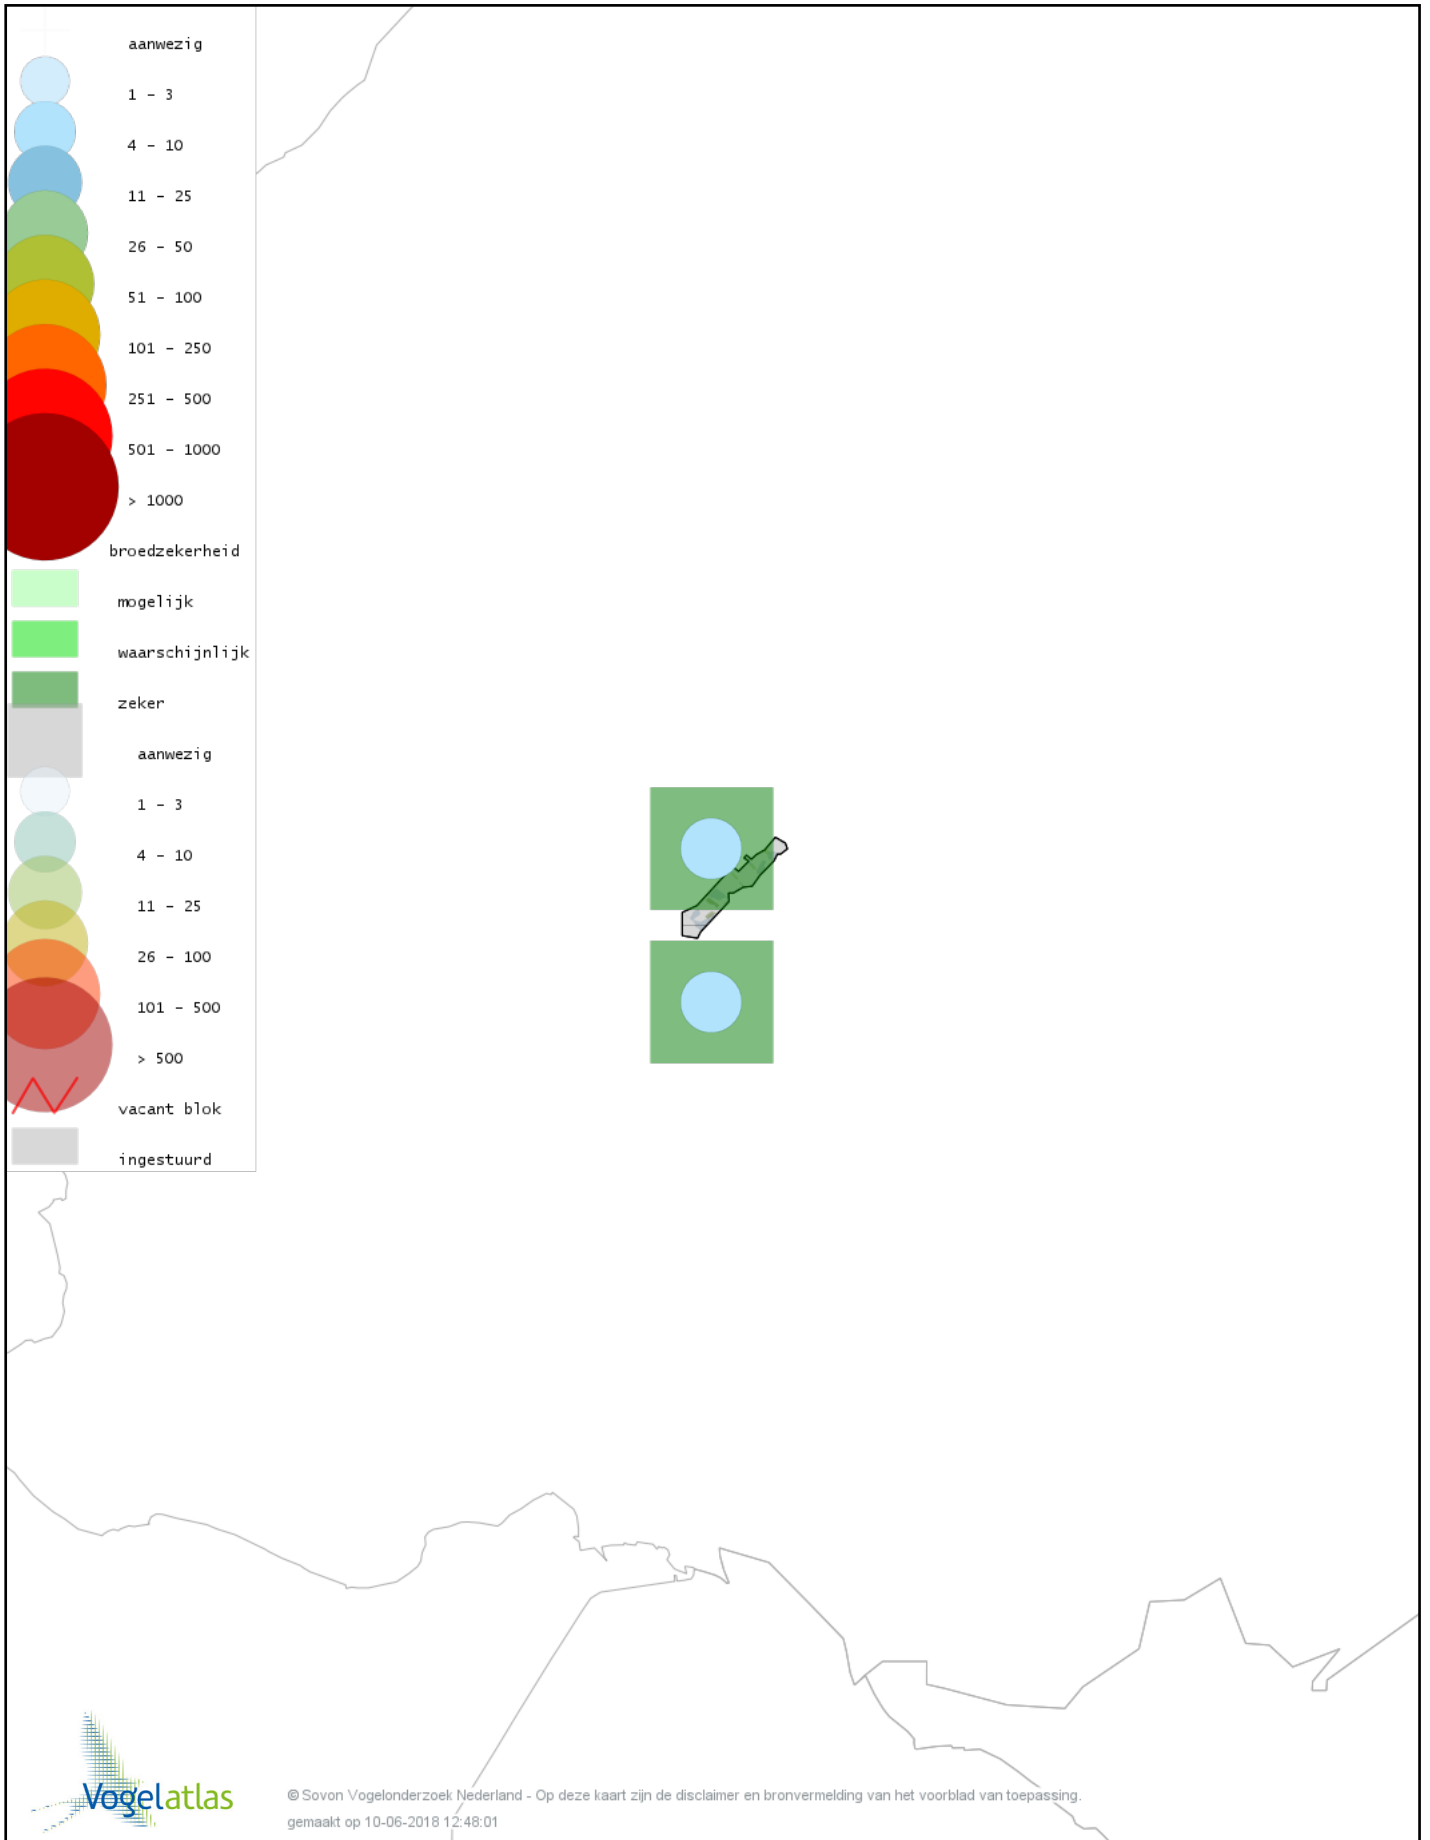 aanwezig
1 - 3
4 - 10
11 - 25
26 - 50
51 - 100
101 - 250
251 - 500
501 - 1000
> 1000
broedzekerheid
mogelijk
waarschijnlijk
zeker
aanwezig
1 - 3
4 - 10
11 - 25
26 - 100
101 - 500
> 500
vacant blok
ingestuurd
Vogelatlas
© Sovon Vogelonderzoek Nederland - Op deze kaart zijn de disclaimer en bronvermelding van het voorblad van toepassing.
gemaakt op 10-06-2018 12:48:01